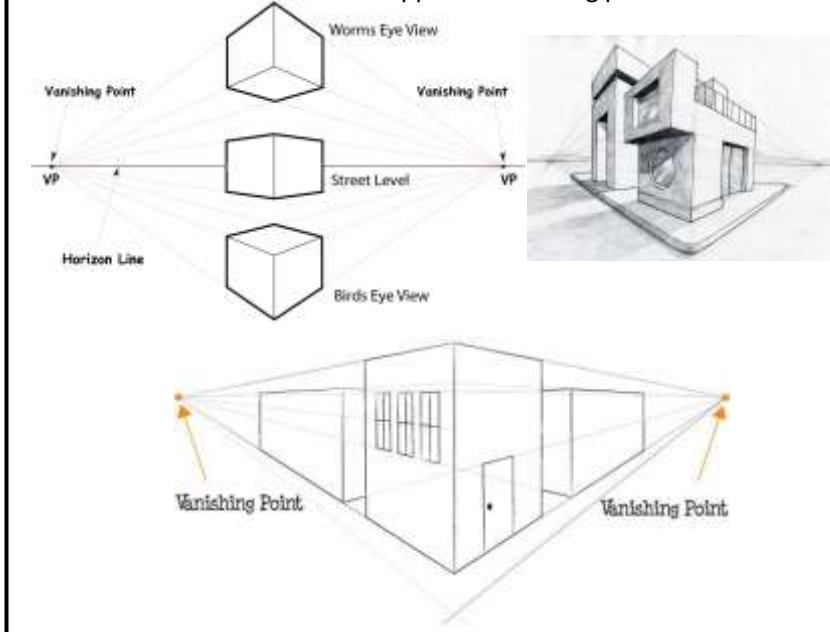 Worms Eye View
Vanishing Point
Vanishing Point
VP
Street Level
VP
Horizon Line
Birds Eye View
Vanishing Point
Vanishing Point